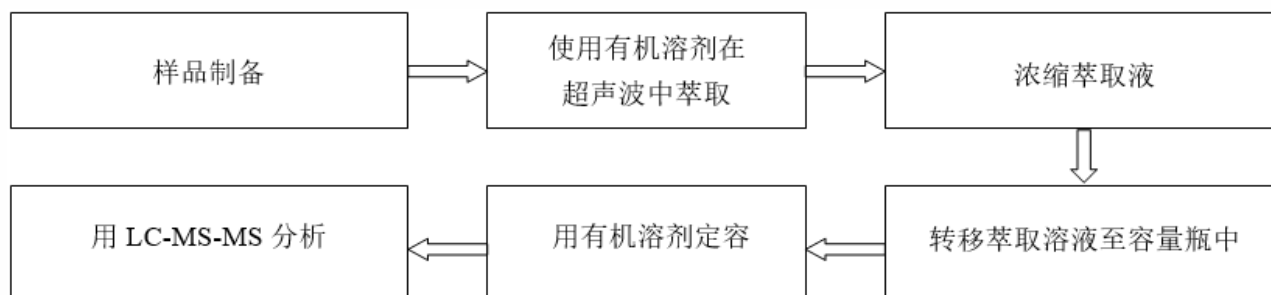 样品制备
使用有机溶剂在
超声波中萃取
浓缩萃取液
转移萃取溶液至容量瓶中
用有机溶剂定容
用 LC-MS-MS 分析